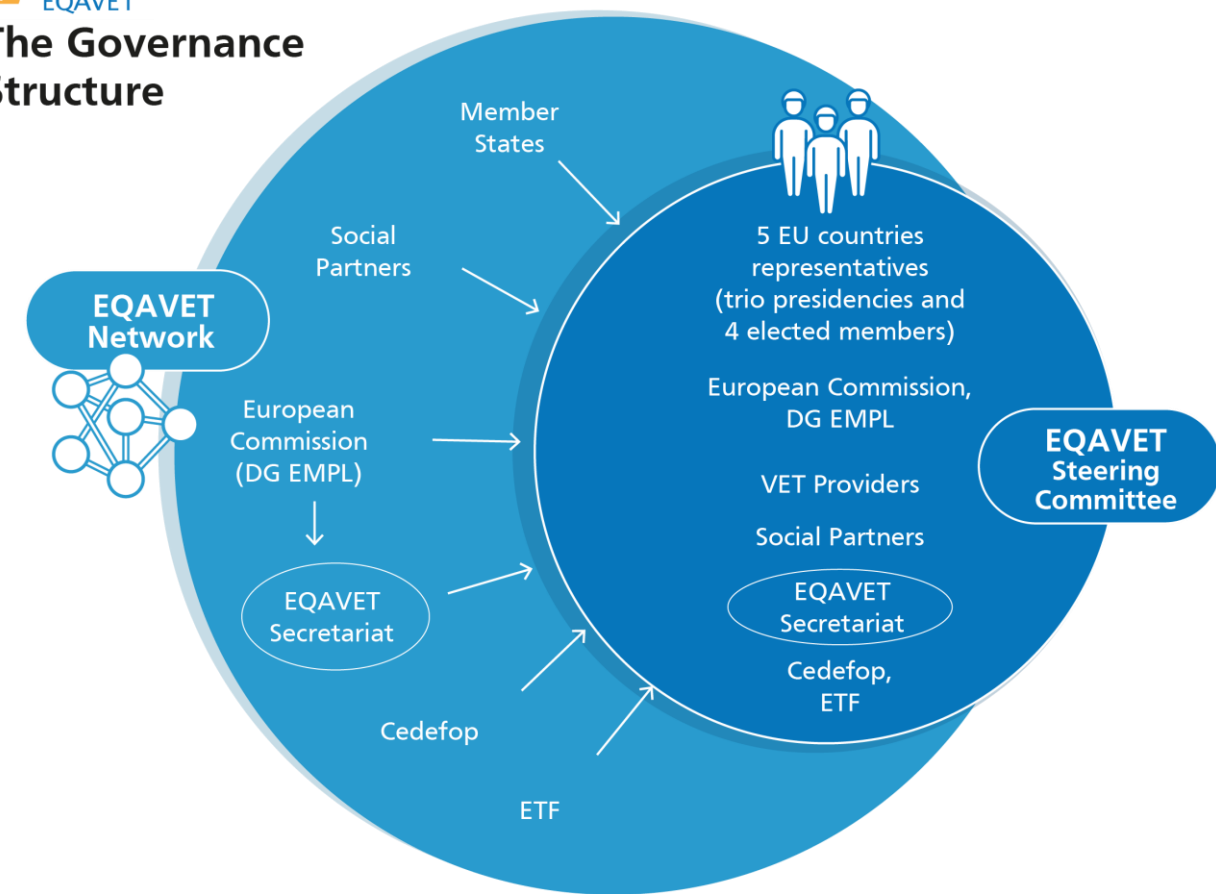 EQAVET
The Governance
Structure
Member
States
Social
Partners
EQAVET
Network
European
Commission
(DG EMPL)
EQAVET
Secretariat
Cedefop
ETF
5 EU countries
representatives
(trio presidencies and
4 elected members)
European Commission,
DG EMPL
VET Providers
Social Partners
EQAVET
Secretariat
Cedefop,
ETF
EQAVET
Steering
Committee